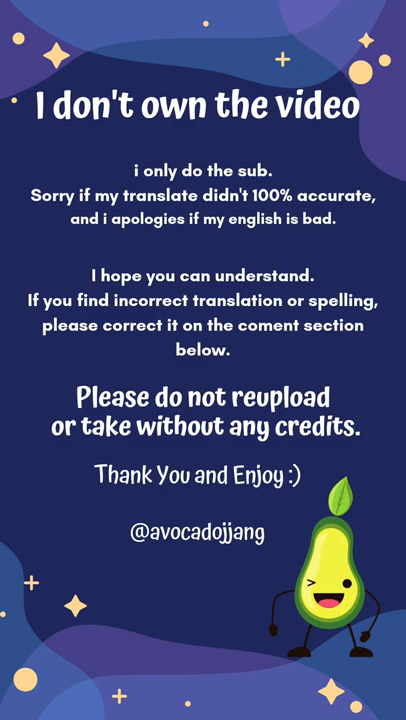 I don't own the video
i only do the sub.
Sorry if my translate didn't 100% accurate,
and i apologies if my english is bad.
I hope you can understand.
If you find incorrect translation or spelling,
please correct it on the coment section
below.
Please do not reupload
or take without any credits.
Thank You and Enjoy :)
@avocadojjang